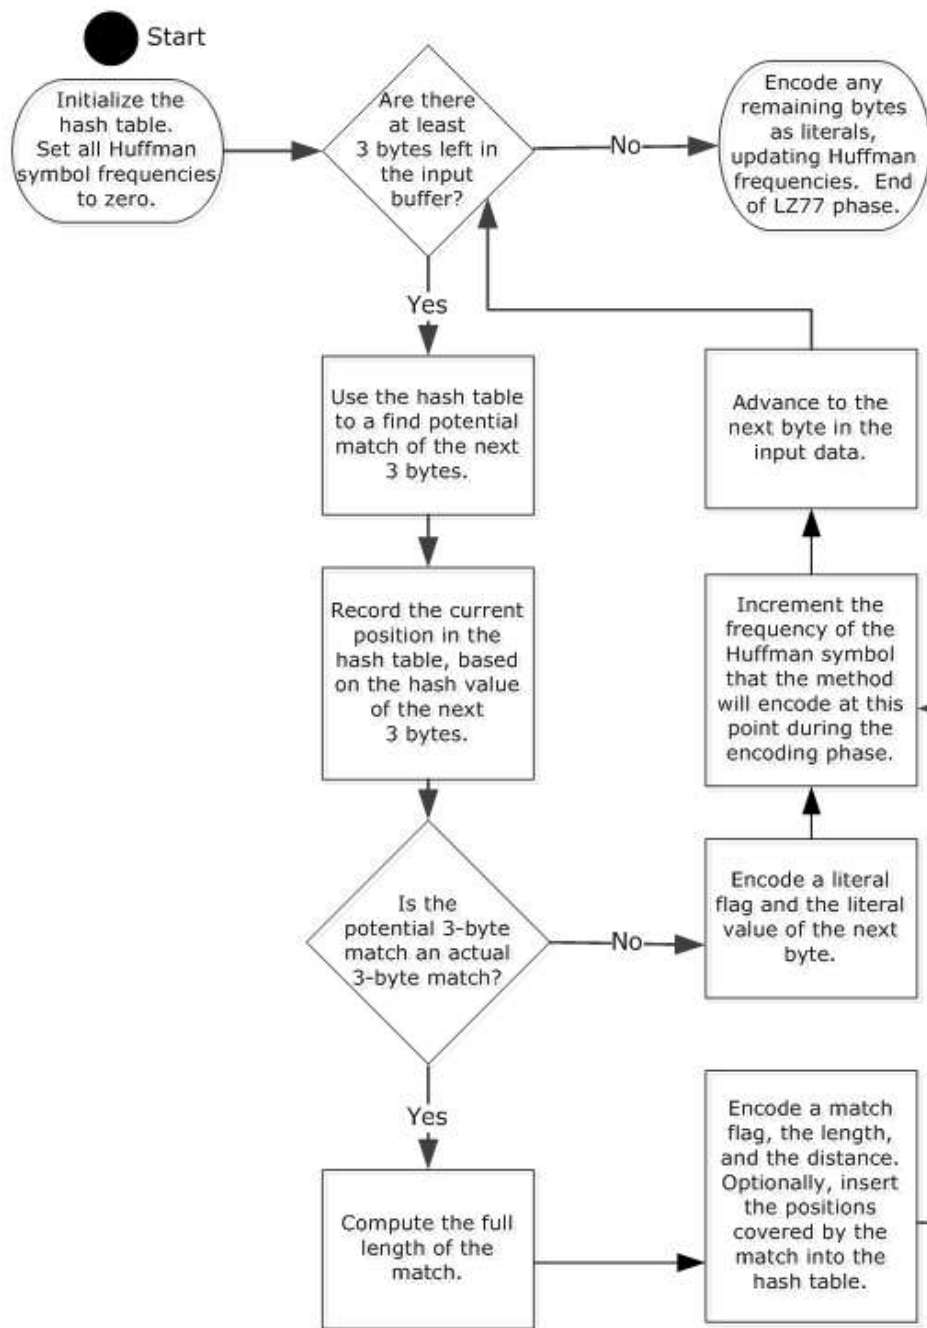 Start
Initialize the
hash table.
Set all Huffman
symbol frequencies
to zero.
Are there
at least
3 bytes left in
the input
buffer?
No
Encode any
remaining bytes
as literals,
updating Huffman
frequencies. End
of LZ77 phase.
Yes
Use the hash table
to a find potential
match of the next
3 bytes.
Advance to the
next byte in the
input data.
Record the current
position in the
hash table, based
on the hash value
of the next
3 bytes.
Increment the
frequency of the
Huffman symbol
that the method
will encode at this
point during the
encoding phase.
Is the
potential 3-byte
match an actual
3-byte match?
No
Encode a literal
flag and the literal
value of the next
byte.
Yes
Compute the full
length of the
match.
Encode a match
flag, the length,
and the distance.
Optionally, insert
the positions
covered by the
match into the
hash table.